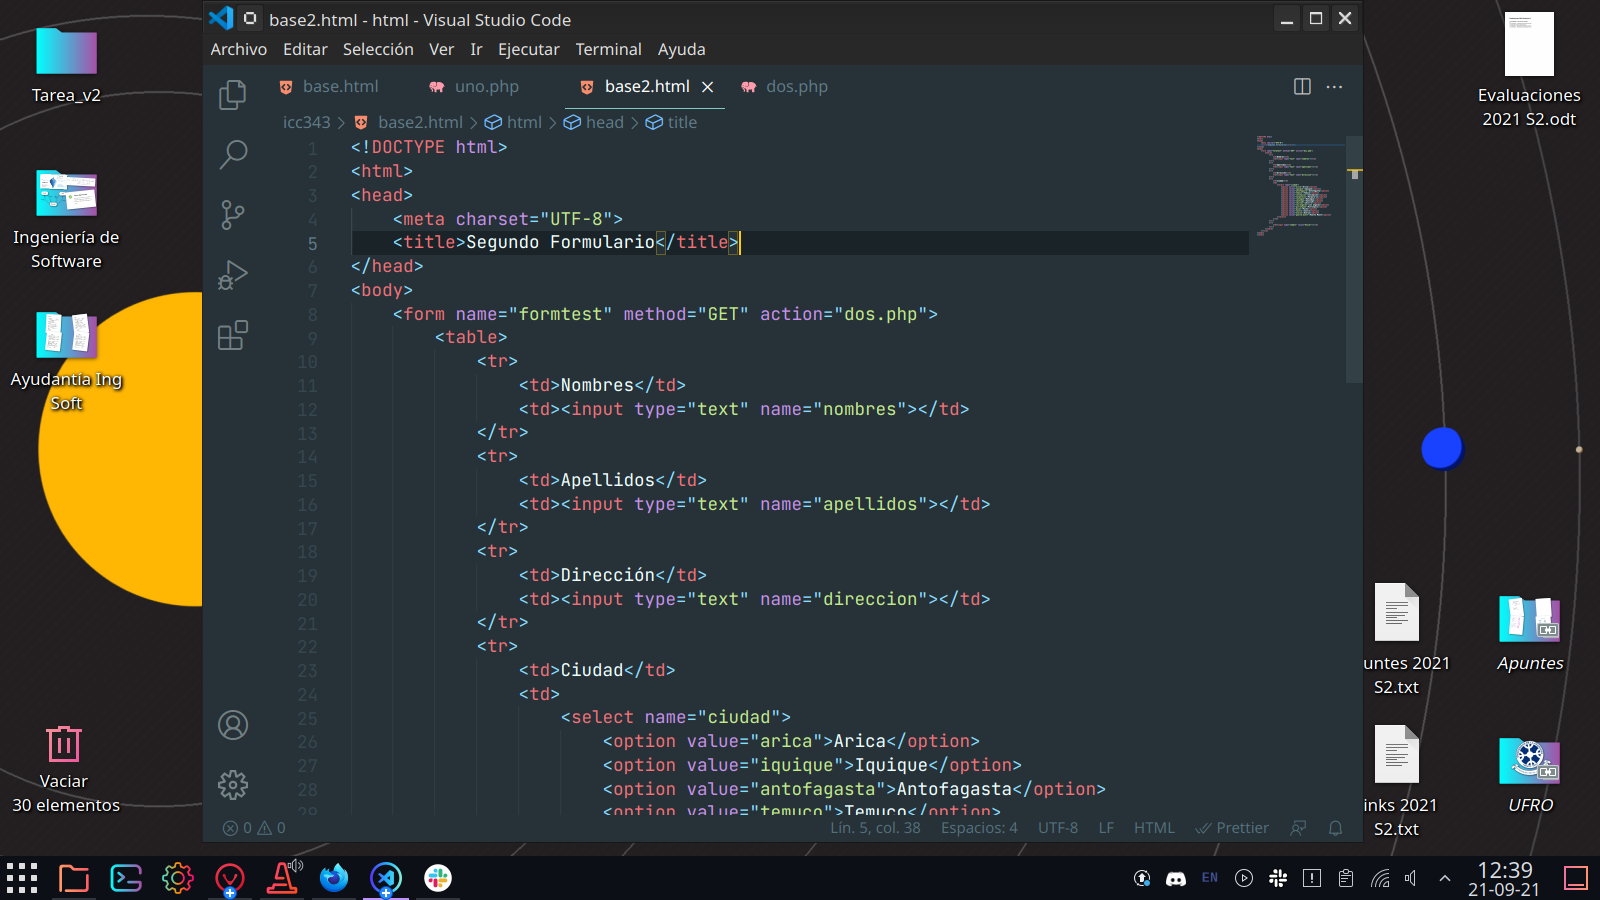 base2.html - html - Visual Studio Code
Archivo Editar Selección Ver Ir Ejecutar Terminal Ayuda
base.html uno.php base2.html dos.php
icc343 > base2.html > html > head > title
1 <!DOCTYPE html>
2 <html>
3 <head>
4 <meta charset="UTF-8">
5 <title>Segundo Formulario</title>
6 </head>
7 <body>
8 <form name="formtest" method="GET" action="dos.php">
9 <table>
10 <tr>
11 <td>Nombres</td>
12 <td><input type="text" name="nombres"></td>
13 </tr>
14 <tr>
15 <td>Apellidos</td>
16 <td><input type="text" name="apellidos"></td>
17 </tr>
18 <tr>
19 <td>Dirección</td>
20 <td><input type="text" name="direccion"></td>
21 </tr>
22 <tr>
23 <td>Ciudad</td>
24 <td>
25 <select name="ciudad">
26 <option value="arica">Arica</option>
27 <option value="iquique">Iquique</option>
28 <option value="antofagasta">Antofagasta</option>
29 <option value="temuco">Temuco</option>
0 0 Lín. 5, col. 38 Espacios: 4 UTF-8 LF HTML Prettier
Tarea_v2
Ingeniería de
Software
Ayudantía Ing
Soft
Vaciar
30 elementos
Evaluaciones
2021 S2.odt
untes 2021
S2.txt
Apuntes
inks 2021
S2.txt
UFRO
EN
12:39
21-09-21